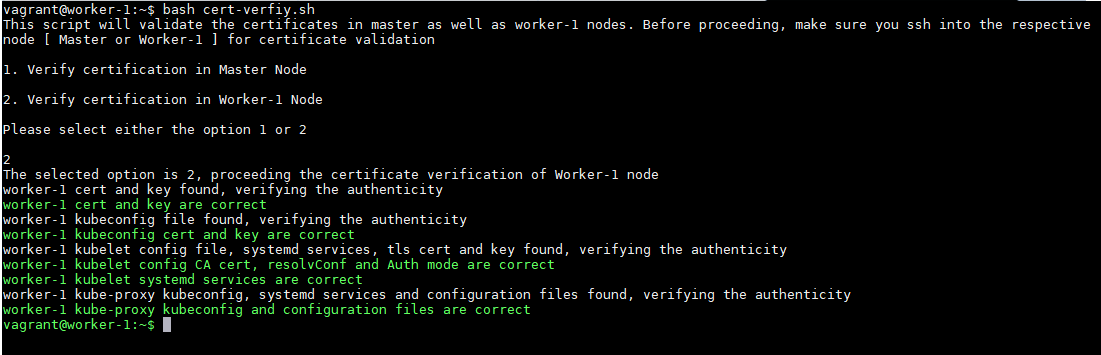 vagrant@worker-1:~$ bash cert-verfiy.sh
This script will validate the certificates in master as well as worker-1 nodes. Before proceeding, make sure you ssh into the respective
node [ Master or Worker-1 ] for certificate validation
1. Verify certification in Master Node
2. Verify certification in Worker-1 Node
Please select either the option 1 or 2
2
The selected option is 2, proceeding the certificate verification of Worker-1 node
worker-1 cert and key found, verifying the authenticity
worker-1 cert and key are correct
worker-1 kubeconfig file found, verifying the authenticity
worker-1 kubeconfig cert and key are correct
worker-1 kubelet config file, systemd services, tls cert and key found, verifying the authenticity
worker-1 kubelet config CA cert, resolvConf and Auth mode are correct
worker-1 kubelet systemd services are correct
worker-1 kube-proxy kubeconfig, systemd services and configuration files found, verifying the authenticity
worker-1 kube-proxy kubeconfig and configuration files are correct
vagrant@worker-1:~$